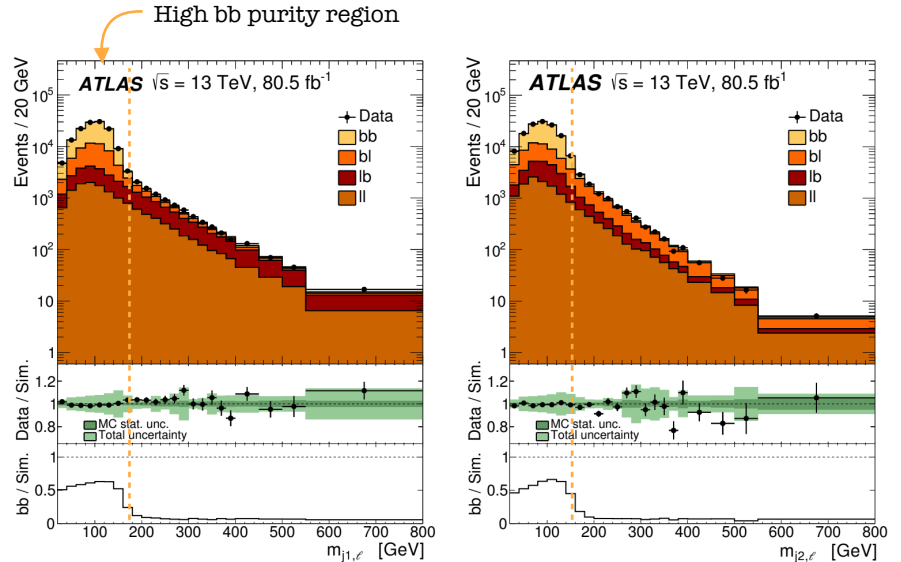 High bb purity region
ATLAS √s = 13 TeV, 80.5 fb⁻¹
Events / 20 GeV
10⁵
10⁴
10³
10²
10
1
Data
bb
bl
lb
ll
Data / Sim.
1.2
1
0.8
MC stat. unc.
Total uncertainty
bb / Sim.
1
0.5
0
100 200 300 400 500 600 700 800
m_{j1,ℓ} [GeV]
ATLAS √s = 13 TeV, 80.5 fb⁻¹
Events / 20 GeV
10⁵
10⁴
10³
10²
10
1
Data
bb
bl
lb
ll
Data / Sim.
1.2
1
0.8
MC stat. unc.
Total uncertainty
bb / Sim.
1
0.5
0
100 200 300 400 500 600 700 800
m_{j2,ℓ} [GeV]